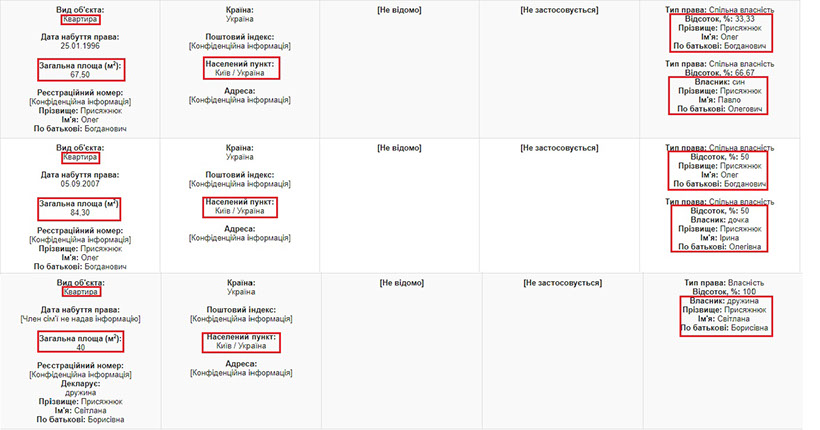 Вид об'єкта:
Квартира
Дата набуття права:
25.01.1996
Загальна площа (м²):
67,50
Реєстраційний номер:
[Конфіденційна інформація]
Прізвище: Присяжнюк
Ім'я: Олег
По батькові: Богданович
Країна:
Україна
Поштовий індекс:
[Конфіденційна інформація]
Населений пункт:
Київ / Україна
Адреса:
[Конфіденційна інформація]
[Не відомо]
[Не застосовується]
Тип права: Спільна власність
Відсоток, %: 33,33
Прізвище: Присяжнюк
Ім'я: Олег
По батькові: Богданович
Тип права: Спільна власність
Відсоток, %: 66,67
Власник: син
Прізвище: Присяжнюк
Ім'я: Павло
По батькові: Олегович
Вид об'єкта:
Квартира
Дата набуття права:
05.09.2007
Загальна площа (м²):
84,30
Реєстраційний номер:
[Конфіденційна інформація]
Прізвище: Присяжнюк
Ім'я: Олег
По батькові: Богданович
Країна:
Україна
Поштовий індекс:
[Конфіденційна інформація]
Населений пункт:
Київ / Україна
Адреса:
[Конфіденційна інформація]
[Не відомо]
[Не застосовується]
Тип права: Спільна власність
Відсоток, %: 50
Прізвище: Присяжнюк
Ім'я: Олег
По батькові: Богданович
Тип права: Спільна власність
Відсоток, %: 50
Власник: дочка
Прізвище: Присяжнюк
Ім'я: Ірина
По батькові: Олегівна
Вид об'єкта:
Квартира
Дата набуття права:
[Член сім'ї не надав інформацію]
Загальна площа (м²):
40
Реєстраційний номер:
[Конфіденційна інформація]
Декларує:
дружина
Прізвище: Присяжнюк
Ім'я: Світлана
По батькові: Борисівна
Країна:
Україна
Поштовий індекс:
[Конфіденційна інформація]
Населений пункт:
Київ / Україна
Адреса:
[Конфіденційна інформація]
[Не відомо]
[Не застосовується]
Тип права: Власність
Відсоток, %: 100
Власник: дружина
Прізвище: Присяжнюк
Ім'я: Світлана
По батькові: Борисівна